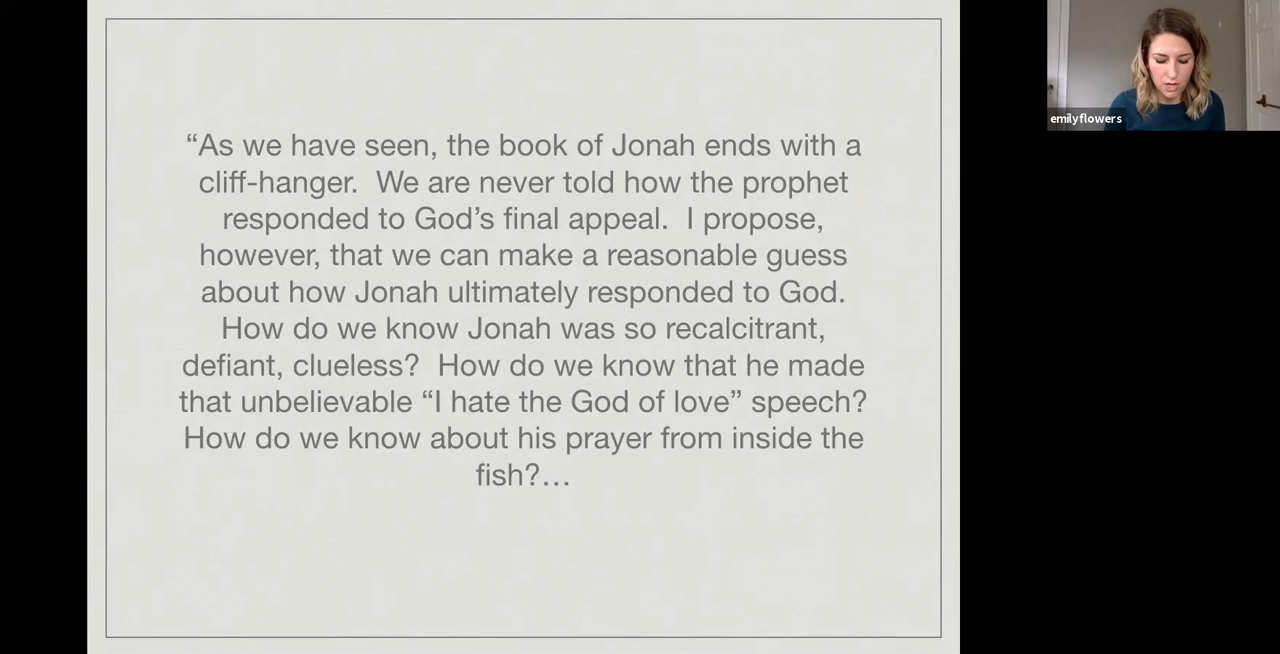 “As we have seen, the book of Jonah ends with a
cliff-hanger.  We are never told how the prophet
responded to God’s final appeal.  I propose,
however, that we can make a reasonable guess
about how Jonah ultimately responded to God.
How do we know Jonah was so recalcitrant,
defiant, clueless?  How do we know that he made
that unbelievable “I hate the God of love” speech?
How do we know about his prayer from inside the
fish?…
emilyflowers